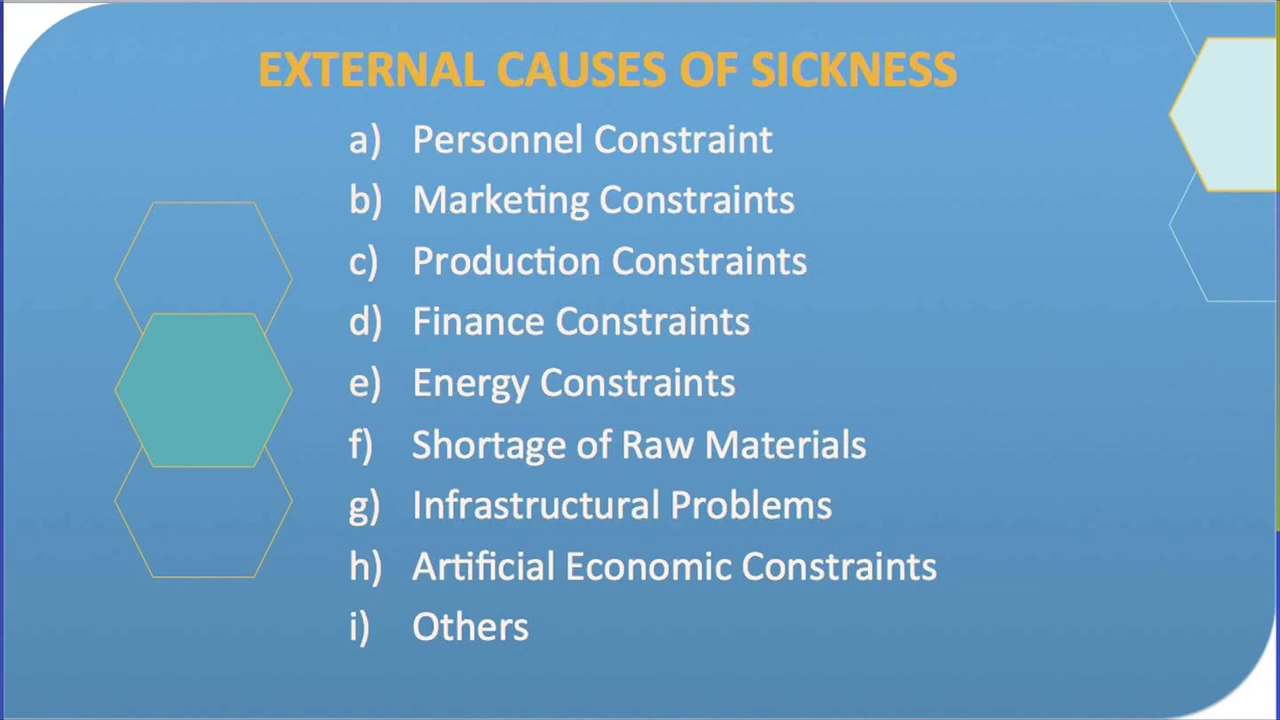 EXTERNAL CAUSES OF SICKNESS
a) Personnel Constraint
b) Marketing Constraints
c) Production Constraints
d) Finance Constraints
e) Energy Constraints
f) Shortage of Raw Materials
g) Infrastructural Problems
h) Artificial Economic Constraints
i) Others